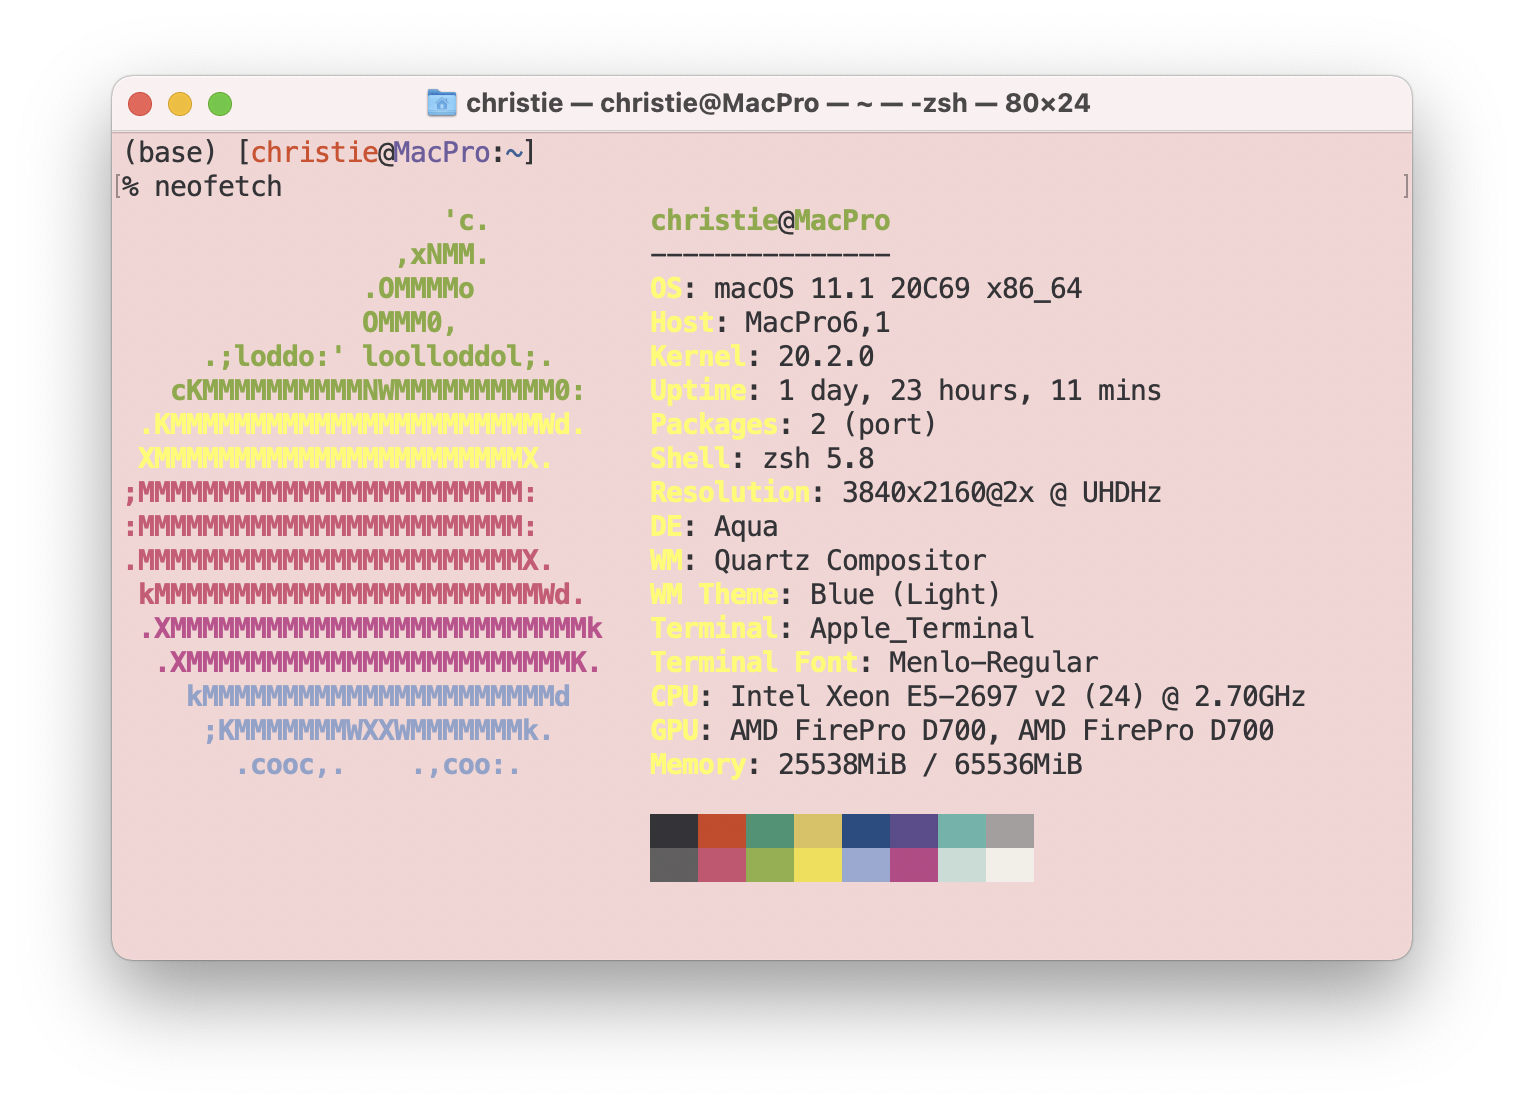 christie — christie@MacPro — ~ — -zsh — 80×24
(base) [christie@MacPro:~]
[% neofetch ]
'c. christie@MacPro
,xNMM. ---------------
.OMMMMo OS: macOS 11.1 20C69 x86_64
OMMM0, Host: MacPro6,1
.;loddo:' loolloddol;. Kernel: 20.2.0
cKMMMMMMMMMMNWMMMMMMMMMM0: Uptime: 1 day, 23 hours, 11 mins
.KMMMMMMMMMMMMMMMMMMMMMMMWd. Packages: 2 (port)
XMMMMMMMMMMMMMMMMMMMMMMMX. Shell: zsh 5.8
;MMMMMMMMMMMMMMMMMMMMMMMM: Resolution: 3840x2160@2x @ UHDHz
:MMMMMMMMMMMMMMMMMMMMMMMM: DE: Aqua
.MMMMMMMMMMMMMMMMMMMMMMMMX. WM: Quartz Compositor
kMMMMMMMMMMMMMMMMMMMMMMMMWd. WM Theme: Blue (Light)
.XMMMMMMMMMMMMMMMMMMMMMMMMMMk Terminal: Apple_Terminal
.XMMMMMMMMMMMMMMMMMMMMMMMMK. Terminal Font: Menlo-Regular
kMMMMMMMMMMMMMMMMMMMMMMd CPU: Intel Xeon E5-2697 v2 (24) @ 2.70GHz
;KMMMMMMMWXXWMMMMMMMk. GPU: AMD FirePro D700, AMD FirePro D700
.cooc,. .,coo:. Memory: 25538MiB / 65536MiB